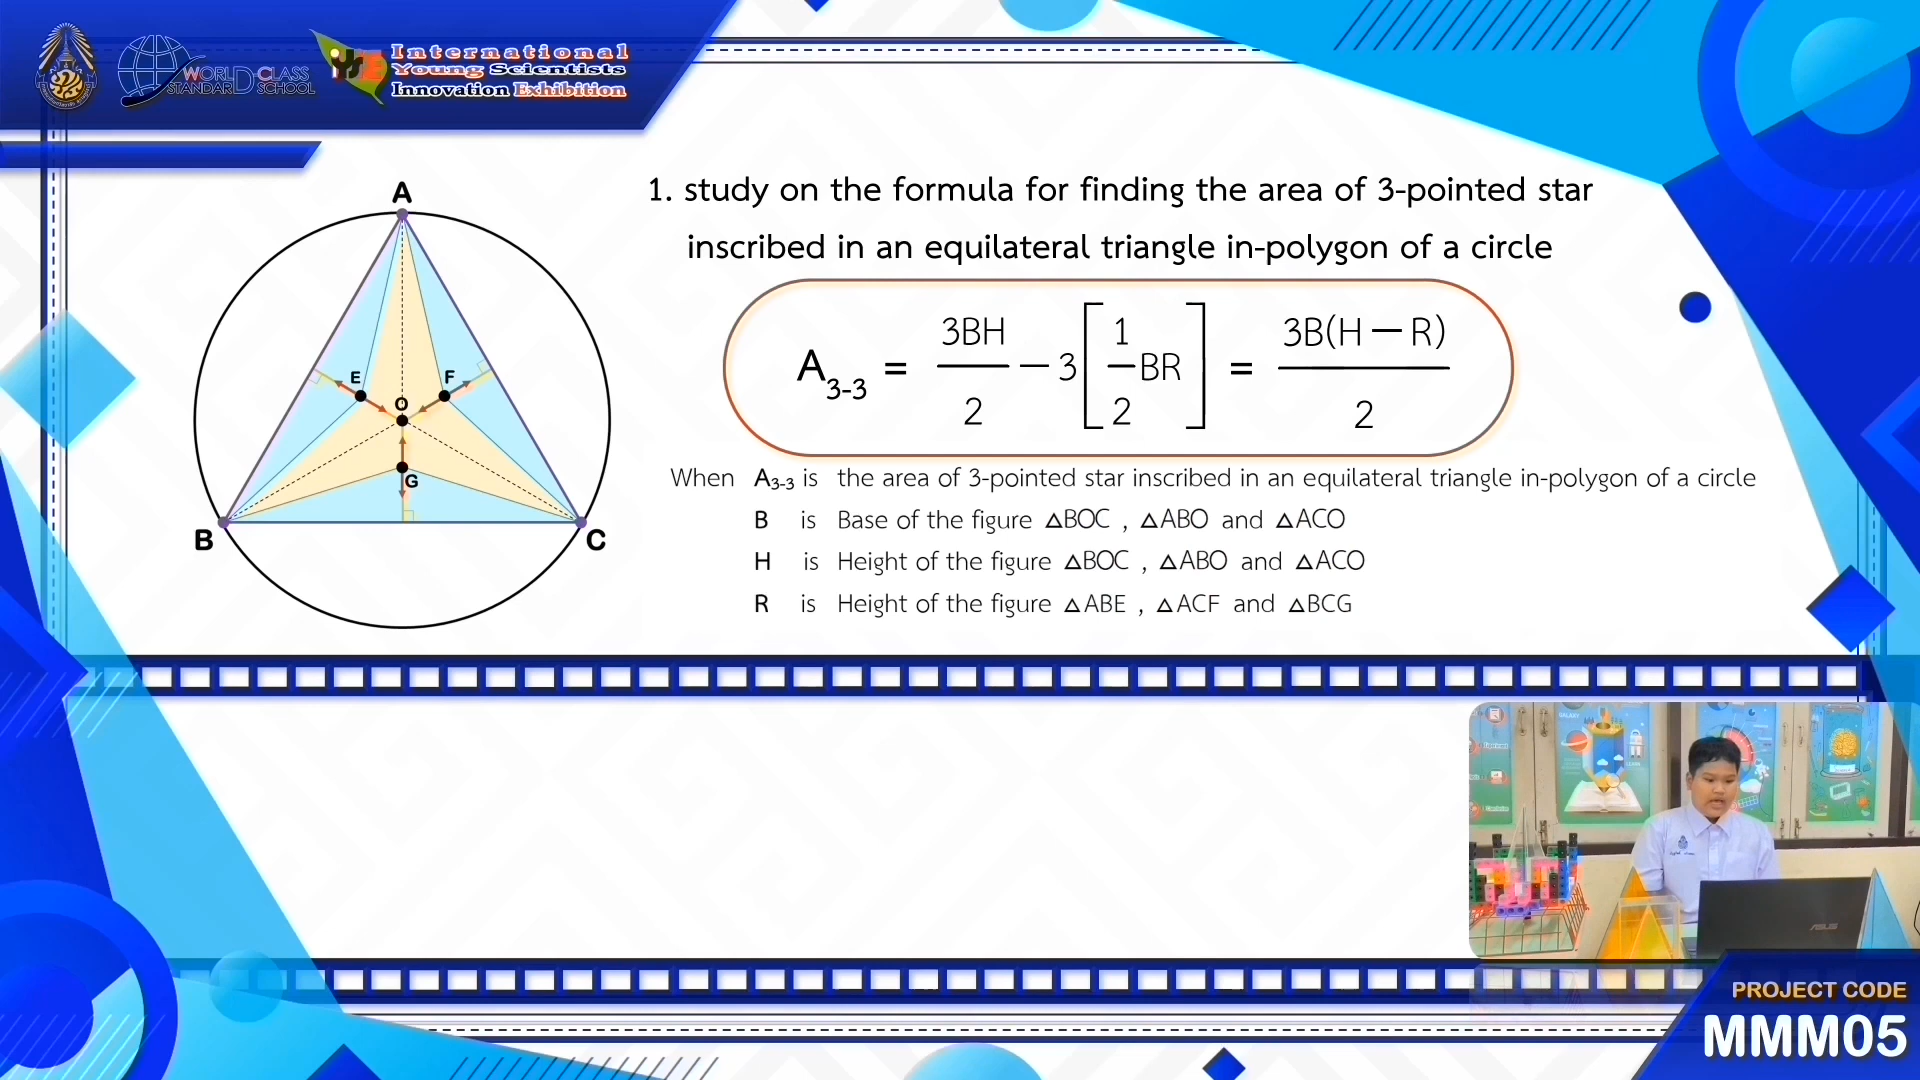 WORLD-CLASS
STANDARD SCHOOL
YSE
International
Young Scientists
Innovation Exhibition
1. study on the formula for finding the area of 3-pointed star
inscribed in an equilateral triangle in-polygon of a circle
A
E
F
O
G
B
C
A3-3 = 3BH/2 − 3[1/2 BR] = 3B(H − R)/2
When A3-3 is the area of 3-pointed star inscribed in an equilateral triangle in-polygon of a circle
B is Base of the figure △BOC , △ABO and △ACO
H is Height of the figure △BOC , △ABO and △ACO
R is Height of the figure △ABE , △ACF and △BCG
GALAXY
ASUS
PROJECT CODE
MMM05